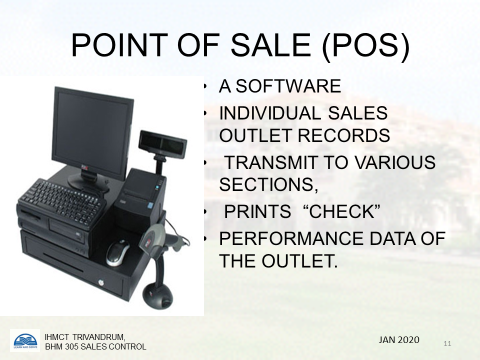 POINT OF SALE (POS)
• A SOFTWARE
• INDIVIDUAL SALES
OUTLET RECORDS
• TRANSMIT TO VARIOUS
SECTIONS,
• PRINTS “CHECK”
• PERFORMANCE DATA OF
THE OUTLET.
IHMCT TRIVANDRUM,
BHM 305 SALES CONTROL
JAN 2020
11